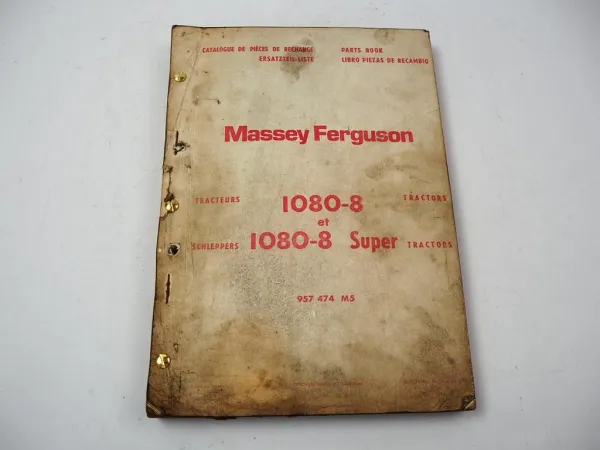 CATALOGUE DE PIÈCES DE RECHANGE PARTS BOOK
ERSATZTEIL-LISTE LIBRO PIEZAS DE RECAMBIO
Massey Ferguson
TRACTEURS 1080-8 TRACTORS
et
SCHLEPPERS 1080-8 Super TRACTORS
957 474 M5